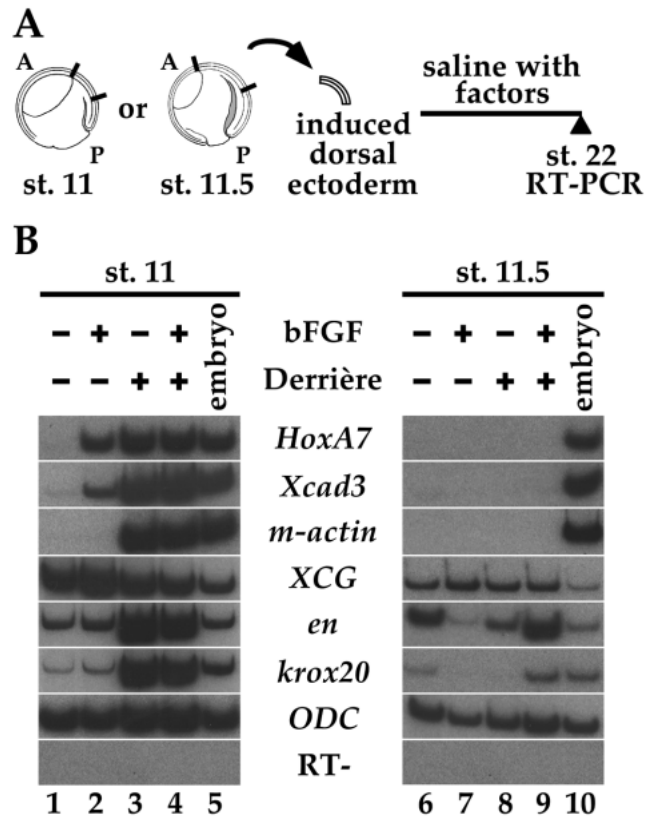 A
A
P
st. 11
or
A
P
st. 11.5
induced
dorsal
ectoderm
saline with
factors
st. 22
RT-PCR
B
st. 11
st. 11.5
− + − + embryo bFGF − + − + embryo
− − + + Derrière − − + +
HoxA7
Xcad3
m-actin
XCG
en
krox20
ODC
RT-
1 2 3 4 5 6 7 8 9 10